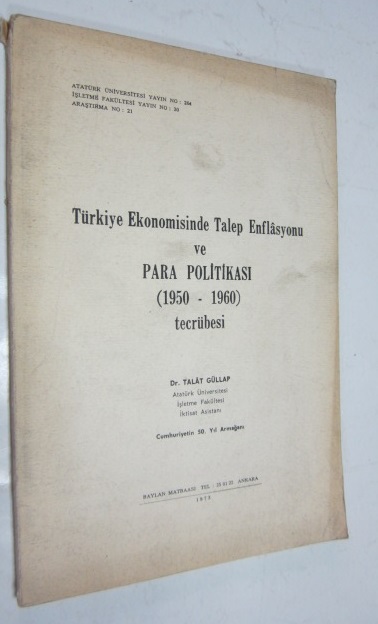 ATATÜRK ÜNİVERSİTESİ YAYIN NO : 264
İŞLETME FAKÜLTESİ YAYIN NO : 30
ARAŞTIRMA NO : 21
Türkiye Ekonomisinde Talep Enflâsyonu
ve
PARA POLİTİKASI
(1950 - 1960)
tecrübesi
Dr. TALÂT GÜLLAP
Atatürk Üniversitesi
İşletme Fakültesi
İktisat Asistanı
Cumhuriyetin 50. Yıl Armağanı
BAYLAN MATBAASI TEL : ANKARA
1973